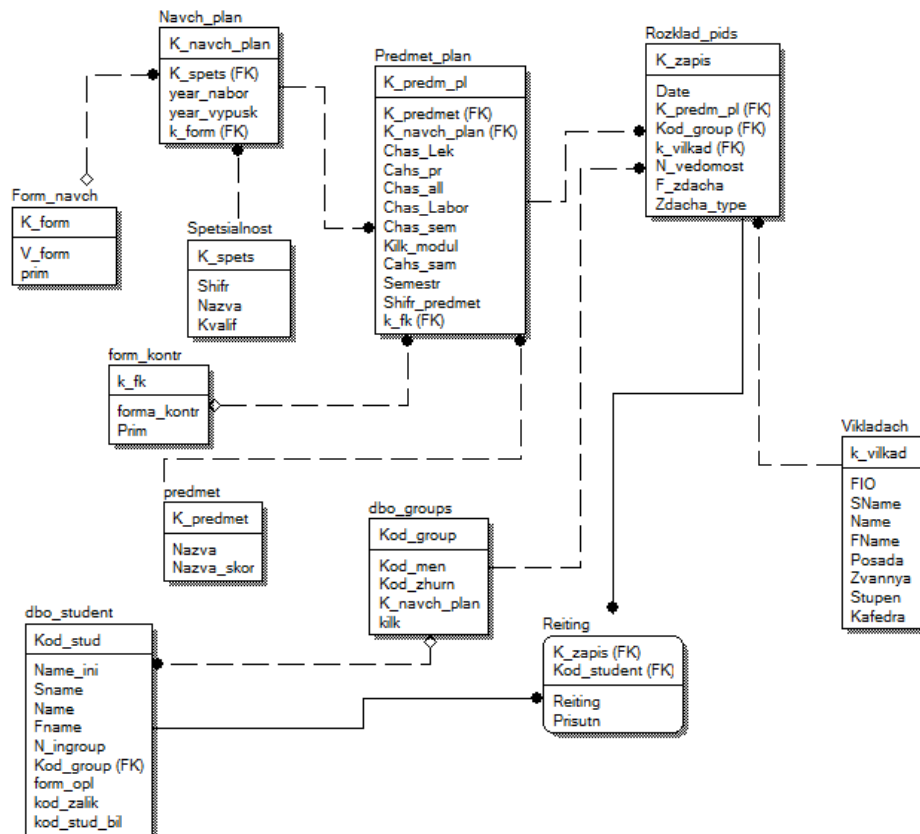 Navch_plan
K_navch_plan
K_spets (FK)
year_nabor
year_vypusk
k_form (FK)
Predmet_plan
K_predm_pl
K_predmet (FK)
K_navch_plan (FK)
Chas_Lek
Cahs_pr
Chas_all
Chas_Labor
Chas_sem
Kilk_modul
Cahs_sam
Semestr
Shifr_predmet
k_fk (FK)
Rozklad_pids
K_zapis
Date
K_predm_pl (FK)
Kod_group (FK)
k_vilkad (FK)
N_vedomost
F_zdacha
Zdacha_type
Form_navch
K_form
V_form
prim
Spetsialnost
K_spets
Shifr
Nazva
Kvalif
form_kontr
k_fk
forma_kontr
Prim
predmet
K_predmet
Nazva
Nazva_skor
dbo_groups
Kod_group
Kod_men
Kod_zhurn
K_navch_plan
kilk
Vikladach
k_vilkad
FIO
SName
Name
FName
Posada
Zvannya
Stupen
Kafedra
dbo_student
Kod_stud
Name_ini
Sname
Name
Fname
N_ingroup
Kod_group (FK)
form_opl
kod_zalik
kod_stud_bil
Reiting
K_zapis (FK)
Kod_student (FK)
Reiting
Prisutn